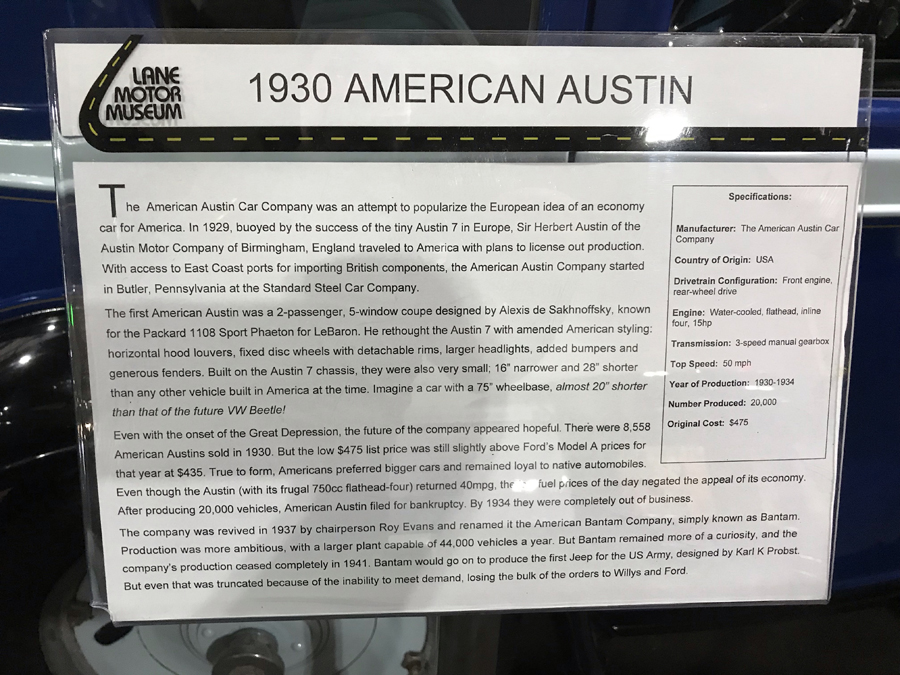 LANE
MOTOR
MUSEUM
1930 AMERICAN AUSTIN
The American Austin Car Company was an attempt to popularize the European idea of an economy
car for America. In 1929, buoyed by the success of the tiny Austin 7 in Europe, Sir Herbert Austin of the
Austin Motor Company of Birmingham, England traveled to America with plans to license out production.
With access to East Coast ports for importing British components, the American Austin Company started
in Butler, Pennsylvania at the Standard Steel Car Company.
The first American Austin was a 2-passenger, 5-window coupe designed by Alexis de Sakhnoffsky, known
for the Packard 1108 Sport Phaeton for LeBaron. He rethought the Austin 7 with amended American styling:
horizontal hood louvers, fixed disc wheels with detachable rims, larger headlights, added bumpers and
generous fenders. Built on the Austin 7 chassis, they were also very small; 16" narrower and 28" shorter
than any other vehicle built in America at the time. Imagine a car with a 75" wheelbase, almost 20" shorter
than that of the future VW Beetle!
Even with the onset of the Great Depression, the future of the company appeared hopeful. There were 8,558
American Austins sold in 1930. But the low $475 list price was still slightly above Ford's Model A prices for
that year at $435. True to form, Americans preferred bigger cars and remained loyal to native automobiles.
Even though the Austin (with its frugal 750cc flathead-four) returned 40mpg, the fuel prices of the day negated the appeal of its economy.
After producing 20,000 vehicles, American Austin filed for bankruptcy. By 1934 they were completely out of business.
The company was revived in 1937 by chairperson Roy Evans and renamed it the American Bantam Company, simply known as Bantam.
Production was more ambitious, with a larger plant capable of 44,000 vehicles a year. But Bantam remained more of a curiosity, and the
company's production ceased completely in 1941. Bantam would go on to produce the first Jeep for the US Army, designed by Karl K Probst.
But even that was truncated because of the inability to meet demand, losing the bulk of the orders to Willys and Ford.
Specifications:
Manufacturer: The American Austin Car
Company
Country of Origin: USA
Drivetrain Configuration: Front engine,
rear-wheel drive
Engine: Water-cooled, flathead, inline
four, 15hp
Transmission: 3-speed manual gearbox
Top Speed: 50 mph
Year of Production: 1930-1934
Number Produced: 20,000
Original Cost: $475